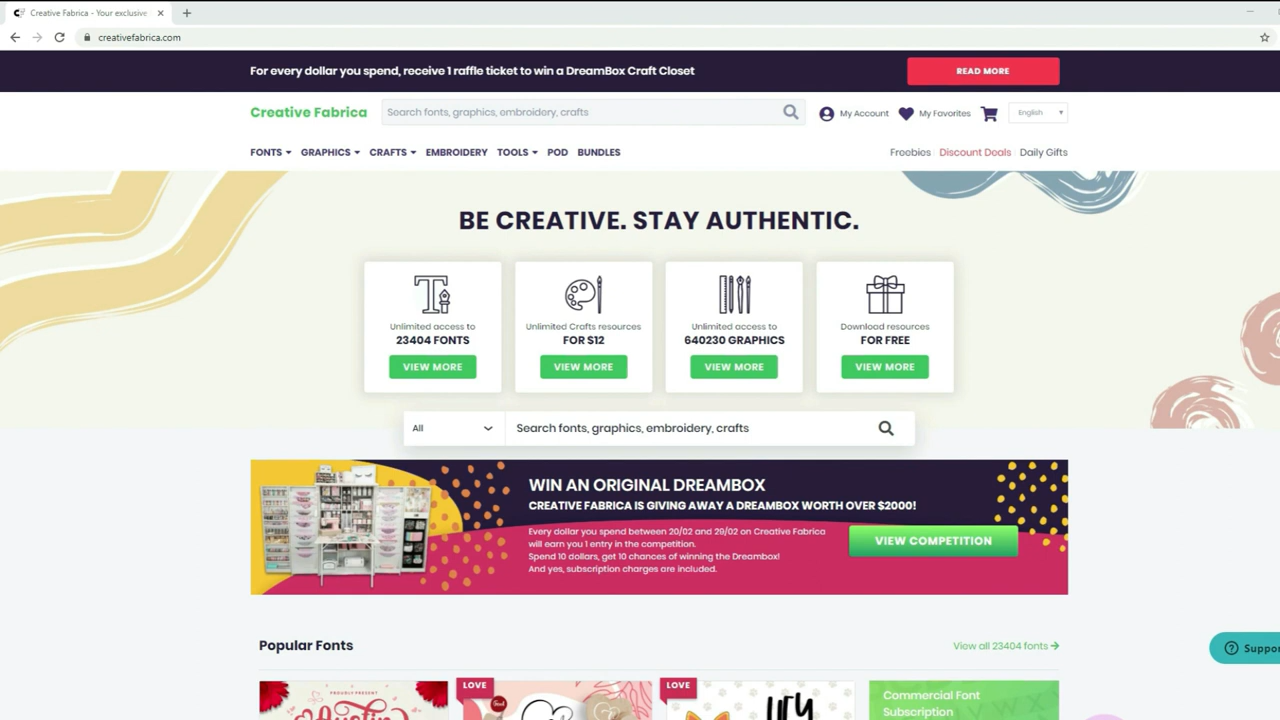 Creative Fabrica - Your exclusive
creativefabrica.com
For every dollar you spend, receive 1 raffle ticket to win a DreamBox Craft Closet
READ MORE
Creative Fabrica
Search fonts, graphics, embroidery, crafts
My Account
My Favorites
English
FONTS
GRAPHICS
CRAFTS
EMBROIDERY
TOOLS
POD
BUNDLES
Freebies
Discount Deals
Daily Gifts
BE CREATIVE. STAY AUTHENTIC.
Unlimited access to
23404 FONTS
VIEW MORE
Unlimited Crafts resources
FOR $12
VIEW MORE
Unlimited access to
640230 GRAPHICS
VIEW MORE
Download resources
FOR FREE
VIEW MORE
All
Search fonts, graphics, embroidery, crafts
WIN AN ORIGINAL DREAMBOX
CREATIVE FABRICA IS GIVING AWAY A DREAMBOX WORTH OVER $2000!
Every dollar you spend between 20/02 and 29/02 on Creative Fabrica
will earn you 1 entry in the competition.
Spend 10 dollars, get 10 chances of winning the Dreambox!
And yes, subscription charges are included.
VIEW COMPETITION
Popular Fonts
View all 23404 fonts
Suppor
PROUDLY PRESENT
LOVE
LOVE
Commercial Font
Subscription